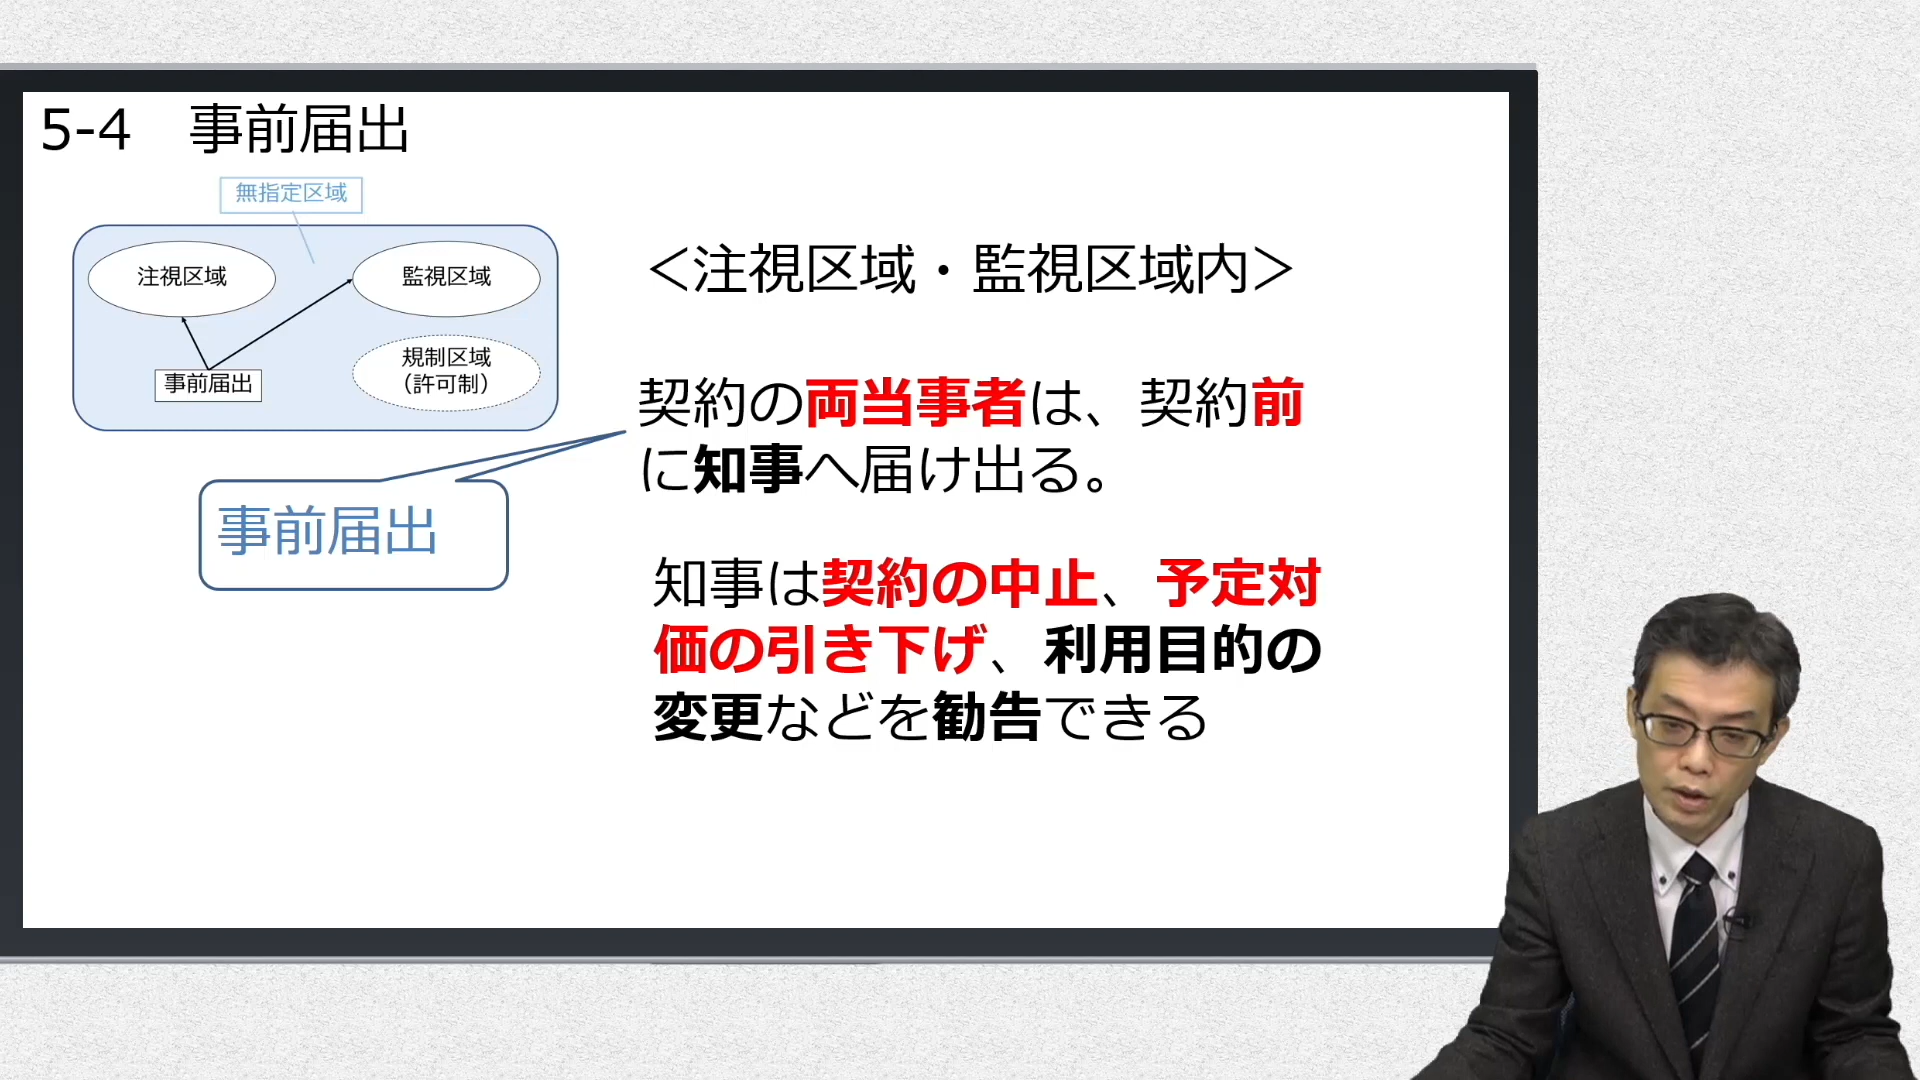 5-4　事前届出
無指定区域
注視区域
監視区域
規制区域
（許可制）
事前届出
事前届出
＜注視区域・監視区域内＞
契約の両当事者は、契約前
に知事へ届け出る。
知事は契約の中止、予定対
価の引き下げ、利用目的の
変更などを勧告できる